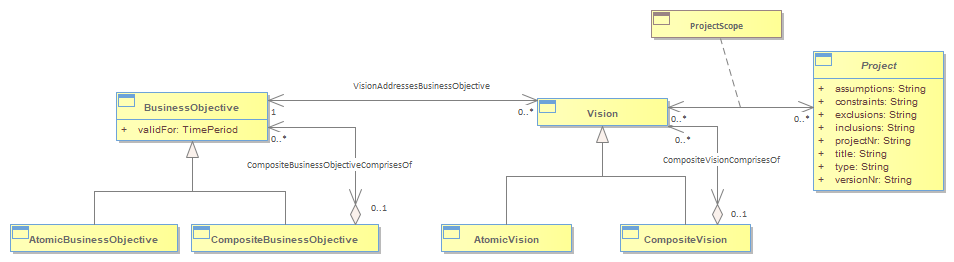 ProjectScope
Project
+ assumptions: String
+ constraints: String
+ exclusions: String
+ inclusions: String
+ projectNr: String
+ title: String
+ type: String
+ versionNr: String
VisionAddressesBusinessObjective
BusinessObjective
+ validFor: TimePeriod
1
0..*
Vision
0..*
0..*
0..*
0..*
CompositeBusinessObjectiveComprisesOf
0..1
CompositeVisionComprisesOf
0..1
AtomicBusinessObjective
CompositeBusinessObjective
AtomicVision
CompositeVision